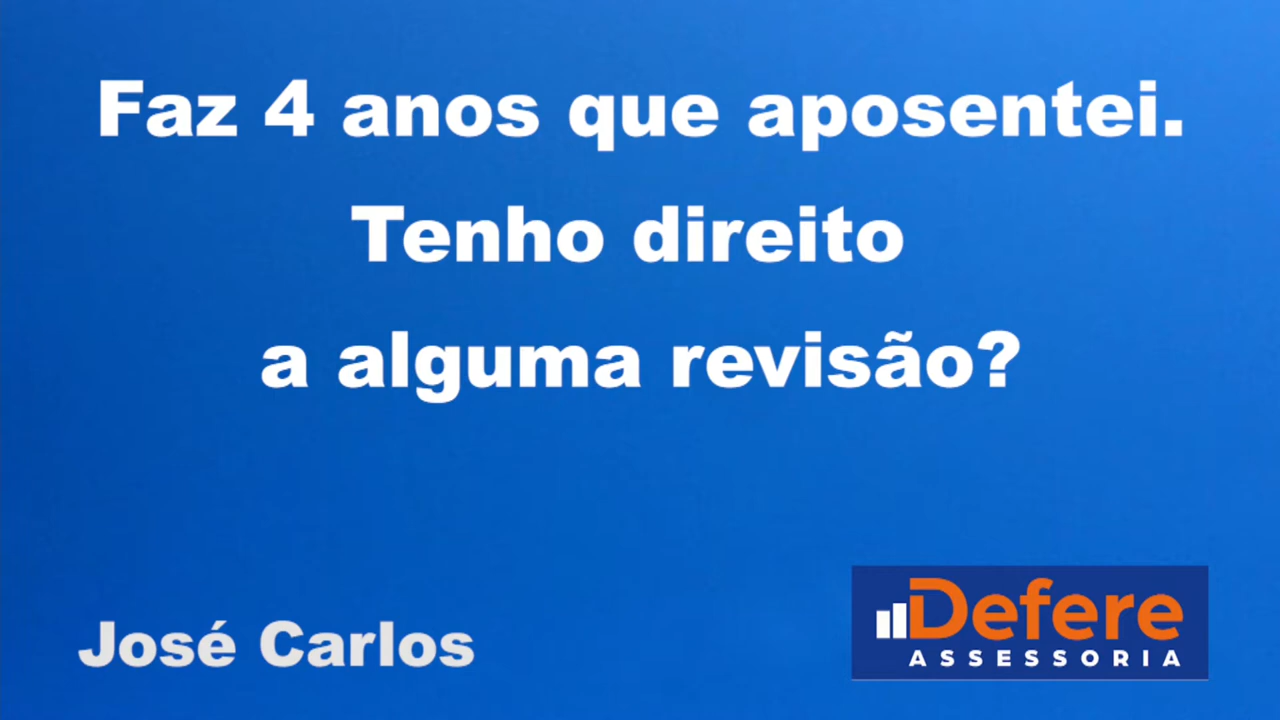 Faz 4 anos que aposentei.
Tenho direito
a alguma revisão?
José Carlos
Defere
ASSESSORIA